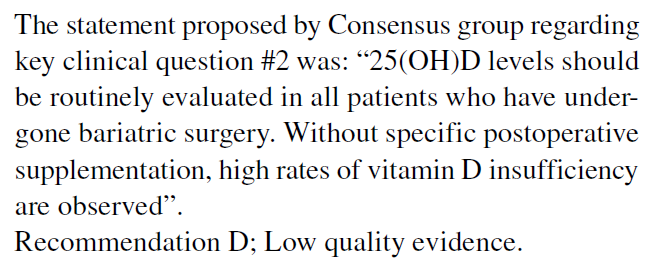 The statement proposed by Consensus group regarding
key clinical question #2 was: “25(OH)D levels should
be routinely evaluated in all patients who have under-
gone bariatric surgery. Without specific postoperative
supplementation, high rates of vitamin D insufficiency
are observed”.
Recommendation D; Low quality evidence.